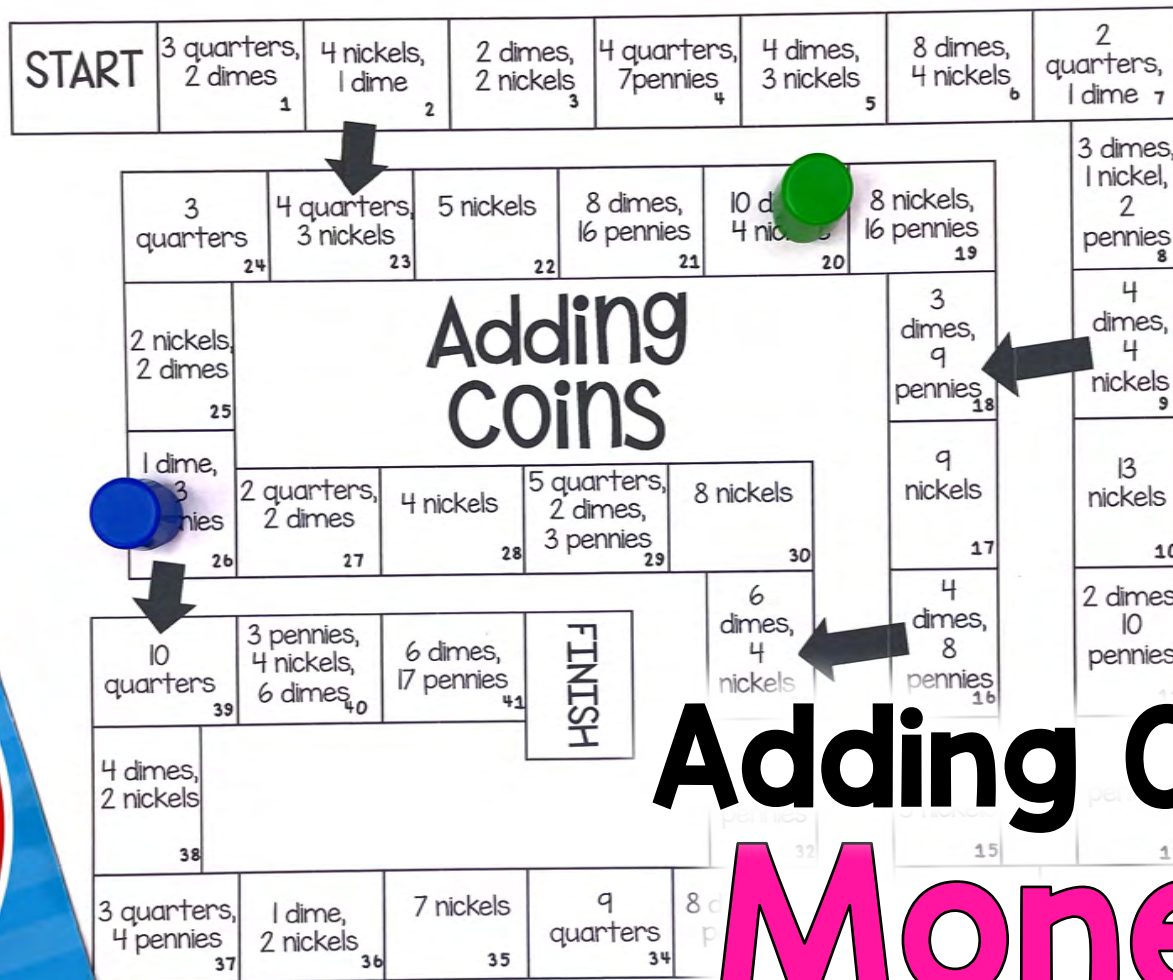 START
3 quarters,
2 dimes
1
4 nickels,
1 dime
2
2 dimes,
2 nickels
3
4 quarters,
7pennies
4
4 dimes,
3 nickels
5
8 dimes,
4 nickels
6
2
quarters,
1 dime 7
3 dimes,
1 nickel,
2
pennies
8
4
dimes,
4
nickels
9
13
nickels
10
2 dimes
10
pennies
15
4
dimes,
8
pennies
16
9
nickels
17
3
dimes,
9
pennies
18
8 nickels,
16 pennies
19
10
4
20
8 dimes,
16 pennies
21
5 nickels
22
4 quarters,
3 nickels
23
3
quarters
24
2 nickels,
2 dimes
25
1 dime,
3
26
2 quarters,
2 dimes
27
4 nickels
28
5 quarters,
2 dimes,
3 pennies
29
8 nickels
30
6
dimes,
4
nickels
pennies
32
8
9
quarters
34
7 nickels
35
1 dime,
2 nickels
36
3 quarters,
4 pennies
37
4 dimes,
2 nickels
38
10
quarters
39
3 pennies,
4 nickels,
6 dimes
40
6 dimes,
17 pennies
41
FINISH
Adding
Coins
Adding